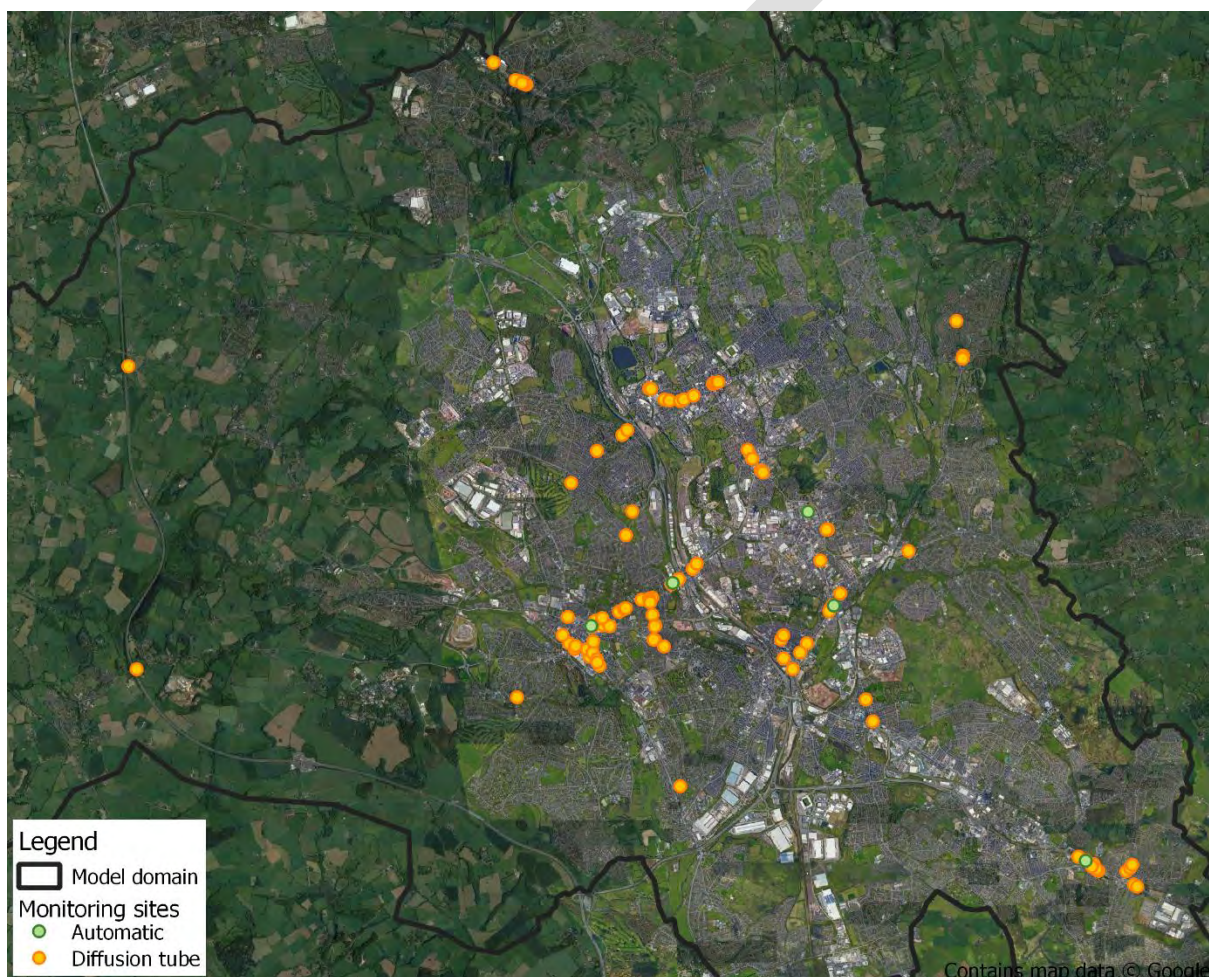 Legend
Model domain
Monitoring sites
Automatic
Diffusion tube
Contains map data © Google